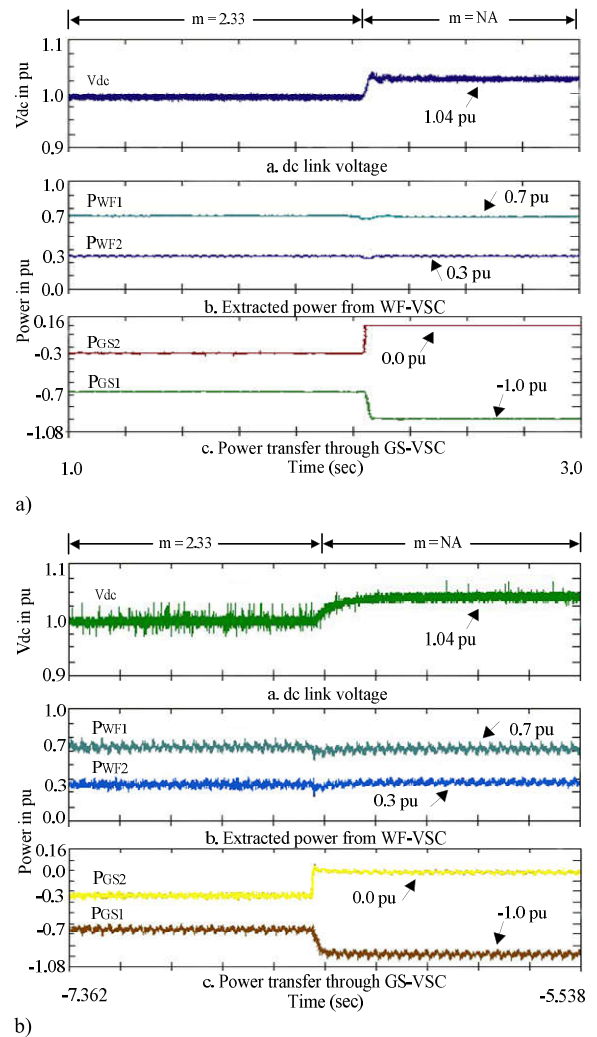 m = 2.33
m = NA
1.1
1.0
0.9
Vdc in pu
Vdc
1.04 pu
a. dc link voltage
1.0
0.7
0.3
0.0
PWF1
PWF2
0.7 pu
0.3 pu
b. Extracted power from WF-VSC
Power in pu
0.16
-0.3
-0.7
-1.08
PGS2
PGS1
0.0 pu
-1.0 pu
c. Power transfer through GS-VSC
1.0
Time (sec)
3.0
a)
m = 2.33
m = NA
1.1
1.0
0.9
Vdc in pu
Vdc
1.04 pu
a. dc link voltage
1.0
0.7
0.3
0.0
PWF1
PWF2
0.7 pu
0.3 pu
b. Extracted power from WF-VSC
Power in pu
0.16
0.0
-0.3
-0.7
-1.08
PGS2
PGS1
0.0 pu
-1.0 pu
c. Power transfer through GS-VSC
-7.362
Time (sec)
-5.538
b)